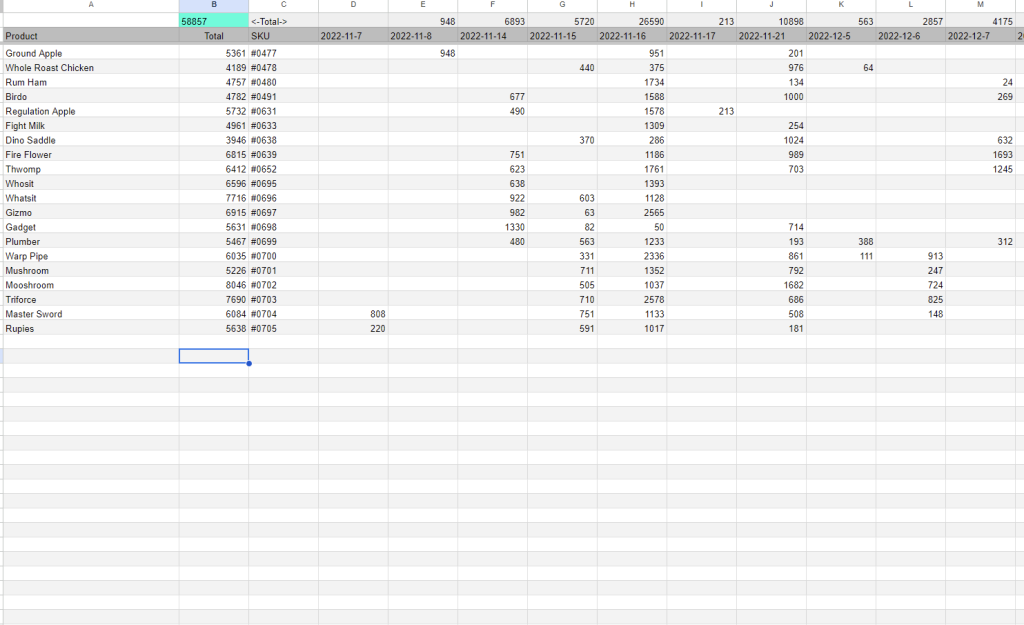 A B C D E F G H I J K L M
58857 <-Total-> 948 6893 5720 26590 213 10898 563 2857 4175
Product Total SKU 2022-11-7 2022-11-8 2022-11-14 2022-11-15 2022-11-16 2022-11-17 2022-11-21 2022-12-5 2022-12-6 2022-12-7 2
Ground Apple 5361 #0477 948 951 201
Whole Roast Chicken 4189 #0478 440 375 976 64
Rum Ham 4757 #0480 1734 134 24
Birdo 4782 #0491 677 1588 1000 269
Regulation Apple 5732 #0631 490 1578 213
Fight Milk 4961 #0633 1309 254
Dino Saddle 3946 #0638 370 286 1024 632
Fire Flower 6815 #0639 751 1186 989 1693
Thwomp 6412 #0652 623 1761 703 1245
Whosit 6596 #0695 638 1393
Whatsit 7716 #0696 922 603 1128
Gizmo 6915 #0697 982 63 2565
Gadget 5631 #0698 1330 82 50 714
Plumber 5467 #0699 480 563 1233 193 388 312
Warp Pipe 6035 #0700 331 2336 861 111 913
Mushroom 5226 #0701 711 1352 792 247
Mooshroom 8046 #0702 505 1037 1682 724
Triforce 7690 #0703 710 2578 686 825
Master Sword 6084 #0704 808 751 1133 508 148
Rupies 5638 #0705 220 591 1017 181